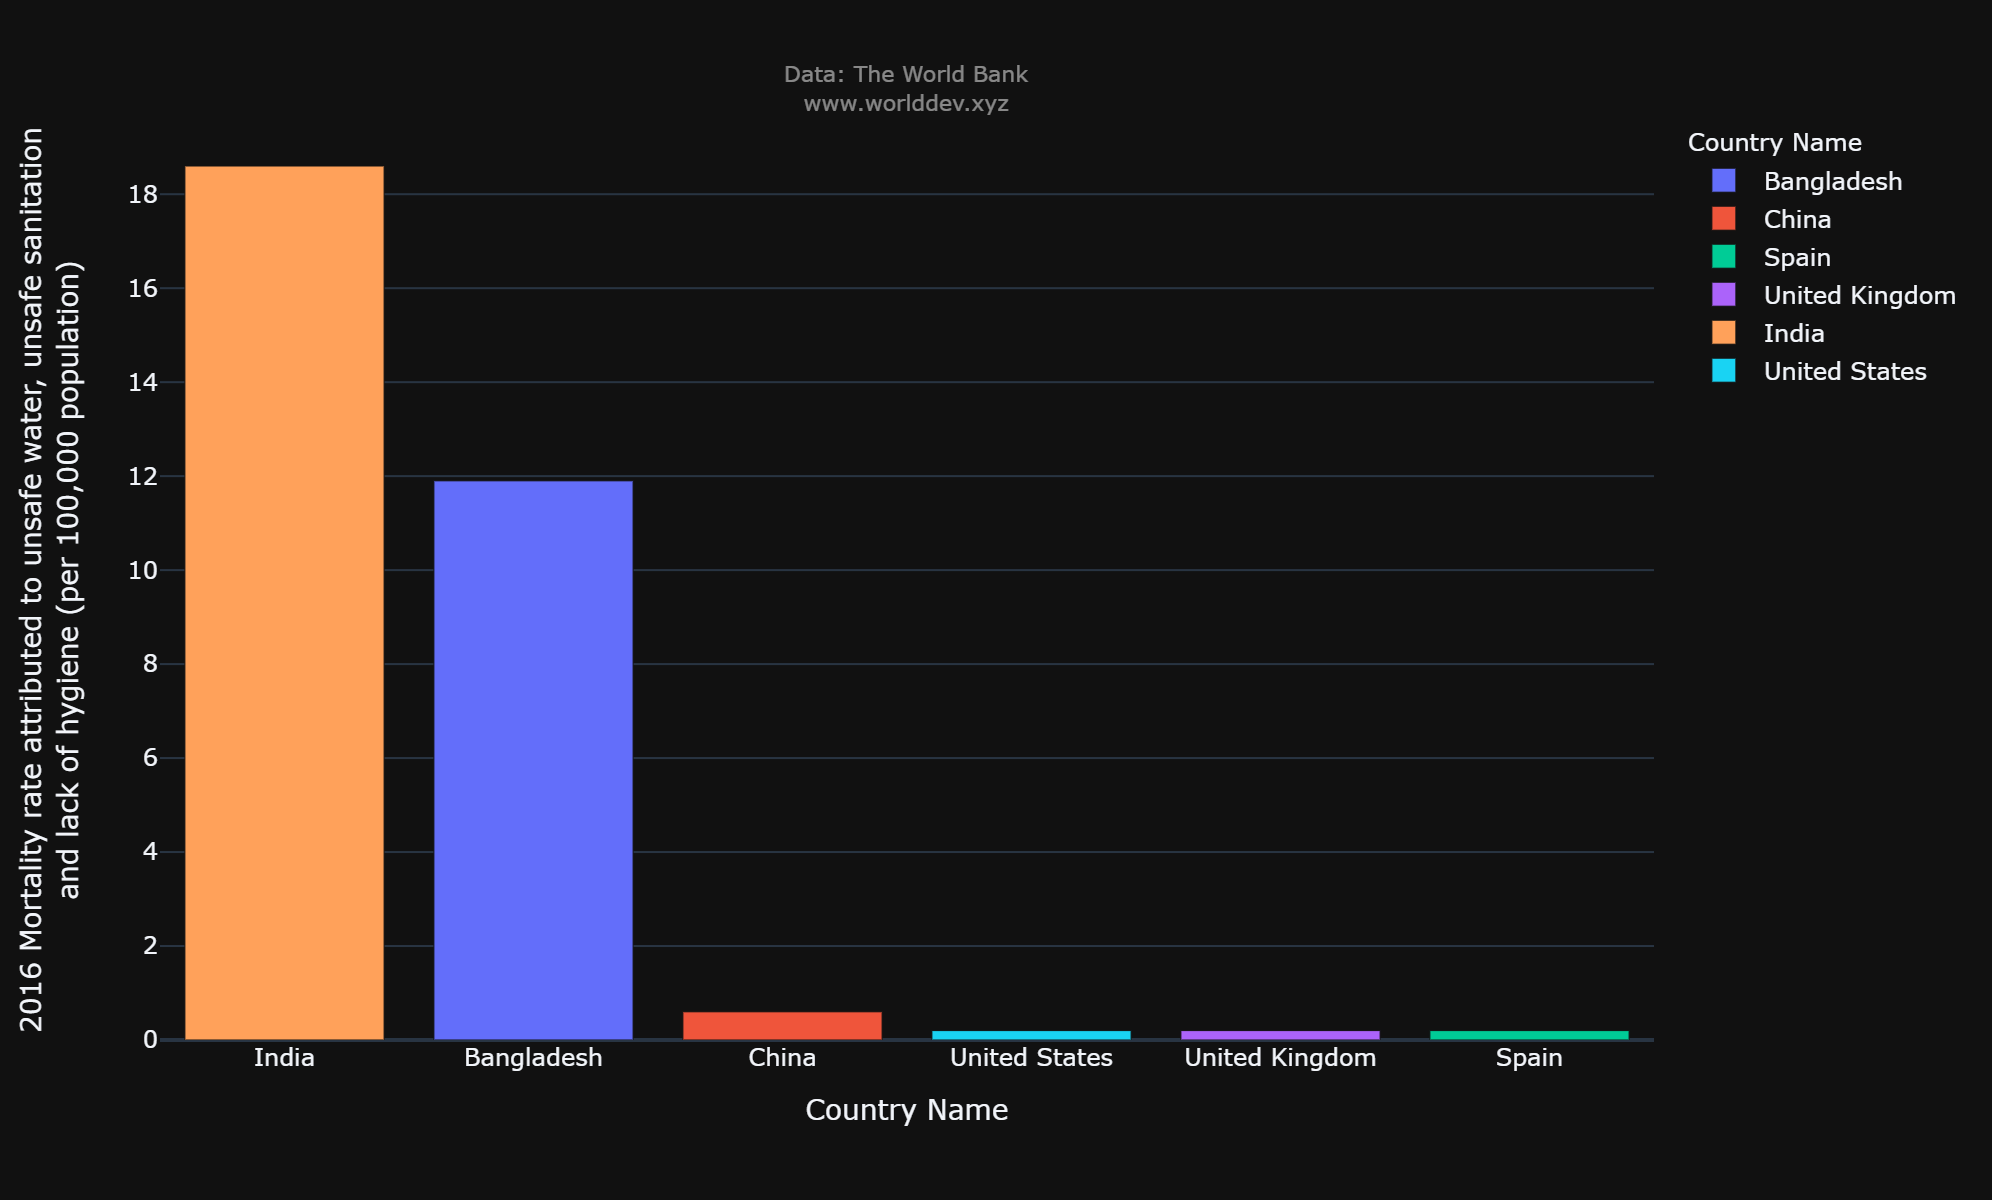 Data: The World Bank
www.worlddev.xyz
2016 Mortality rate attributed to unsafe water, unsafe sanitation
and lack of hygiene (per 100,000 population)
18
16
14
12
10
8
6
4
2
0
India
Bangladesh
China
United States
United Kingdom
Spain
Country Name
Country Name
Bangladesh
China
Spain
United Kingdom
India
United States